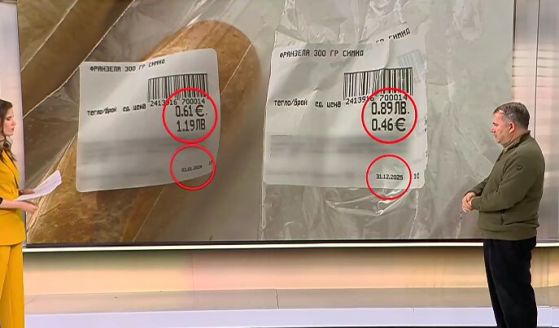 ФРАНЗЕЛА 300 ГР СИМИД
ТЕГЛО/БРОЙ ЕД. ЦЕНА
2413916 700014
0.61 €.
1.19ЛВ
ФРАНЗЕЛА 300 ГР СИМИД
ТЕГЛО/БРОЙ ЕД. ЦЕНА
2413916 700014
0.89ЛВ.
0.46€
31.12.2025